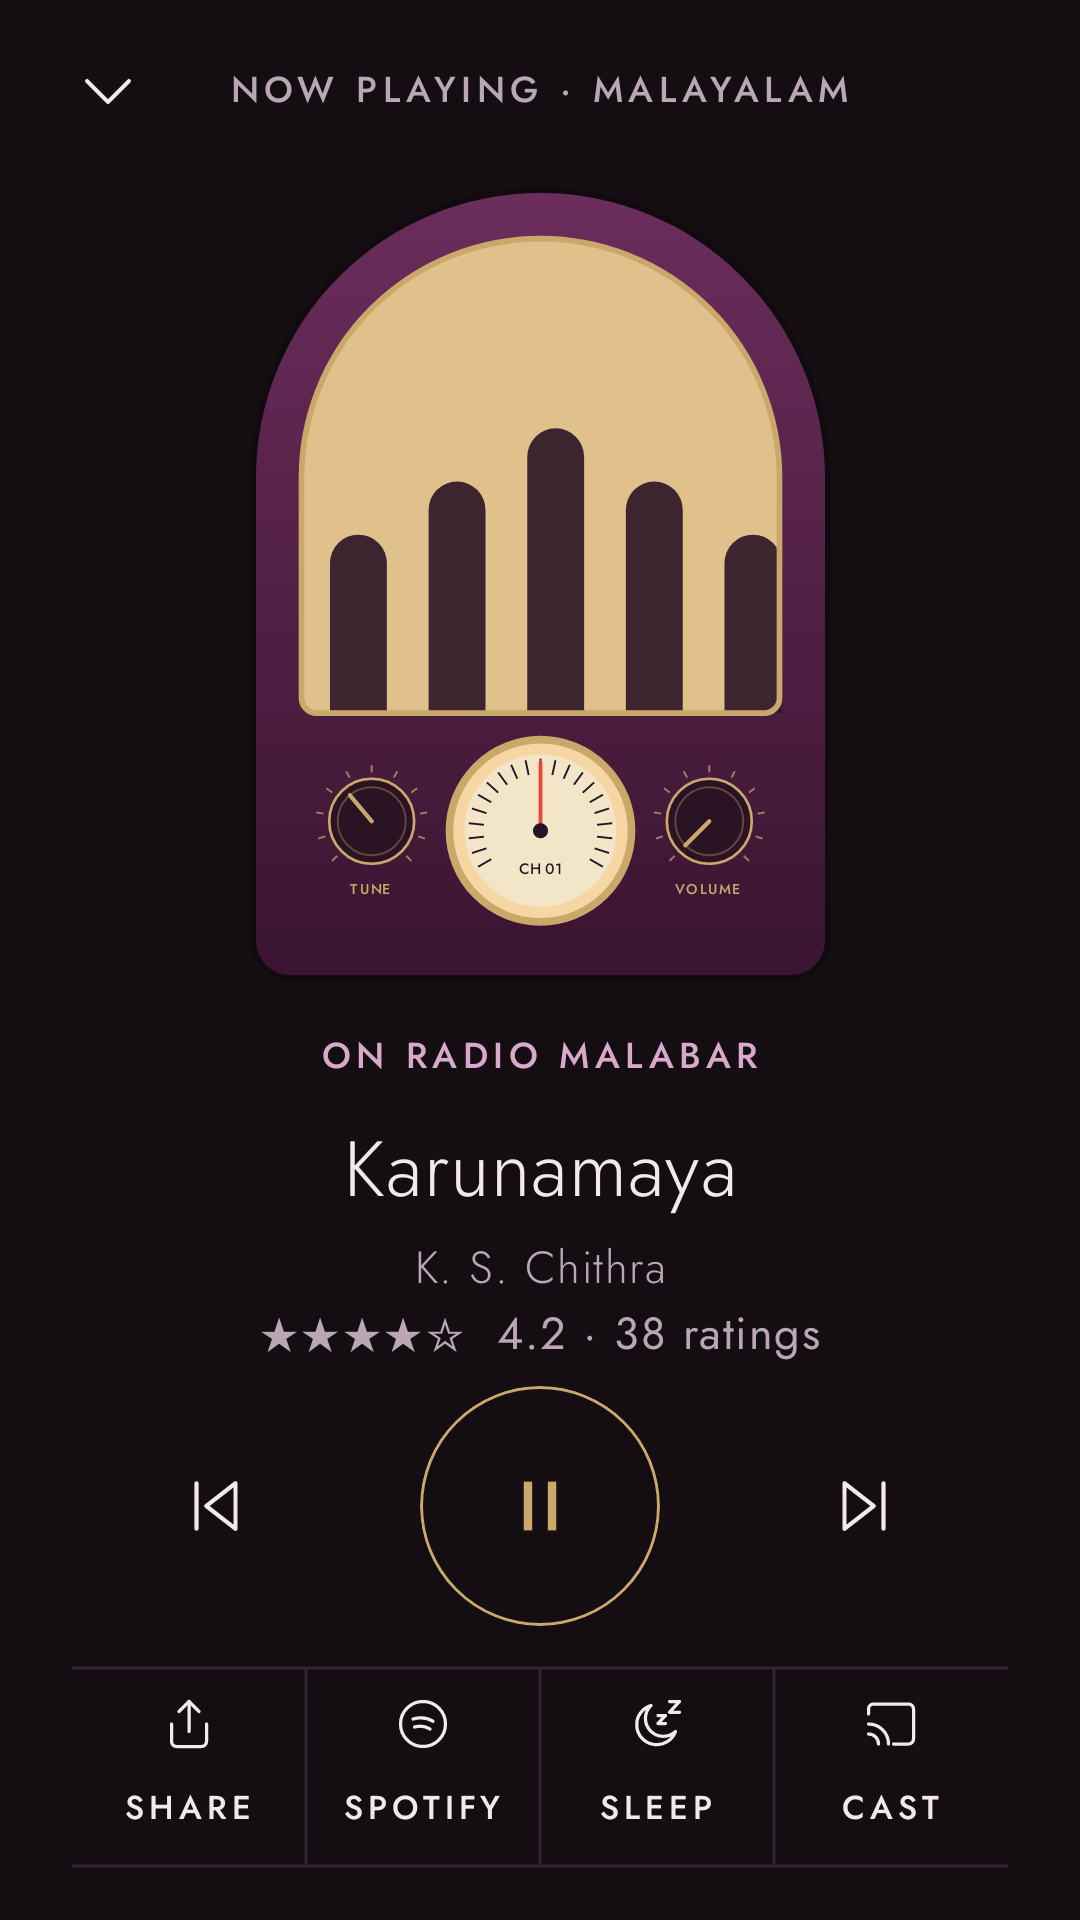 NOW PLAYING · MALAYALAM
CH 01
TUNE
VOLUME
ON RADIO MALABAR
Karunamaya
K. S. Chithra
★★★★☆ 4.2 · 38 ratings
SHARE
SPOTIFY
SLEEP
CAST